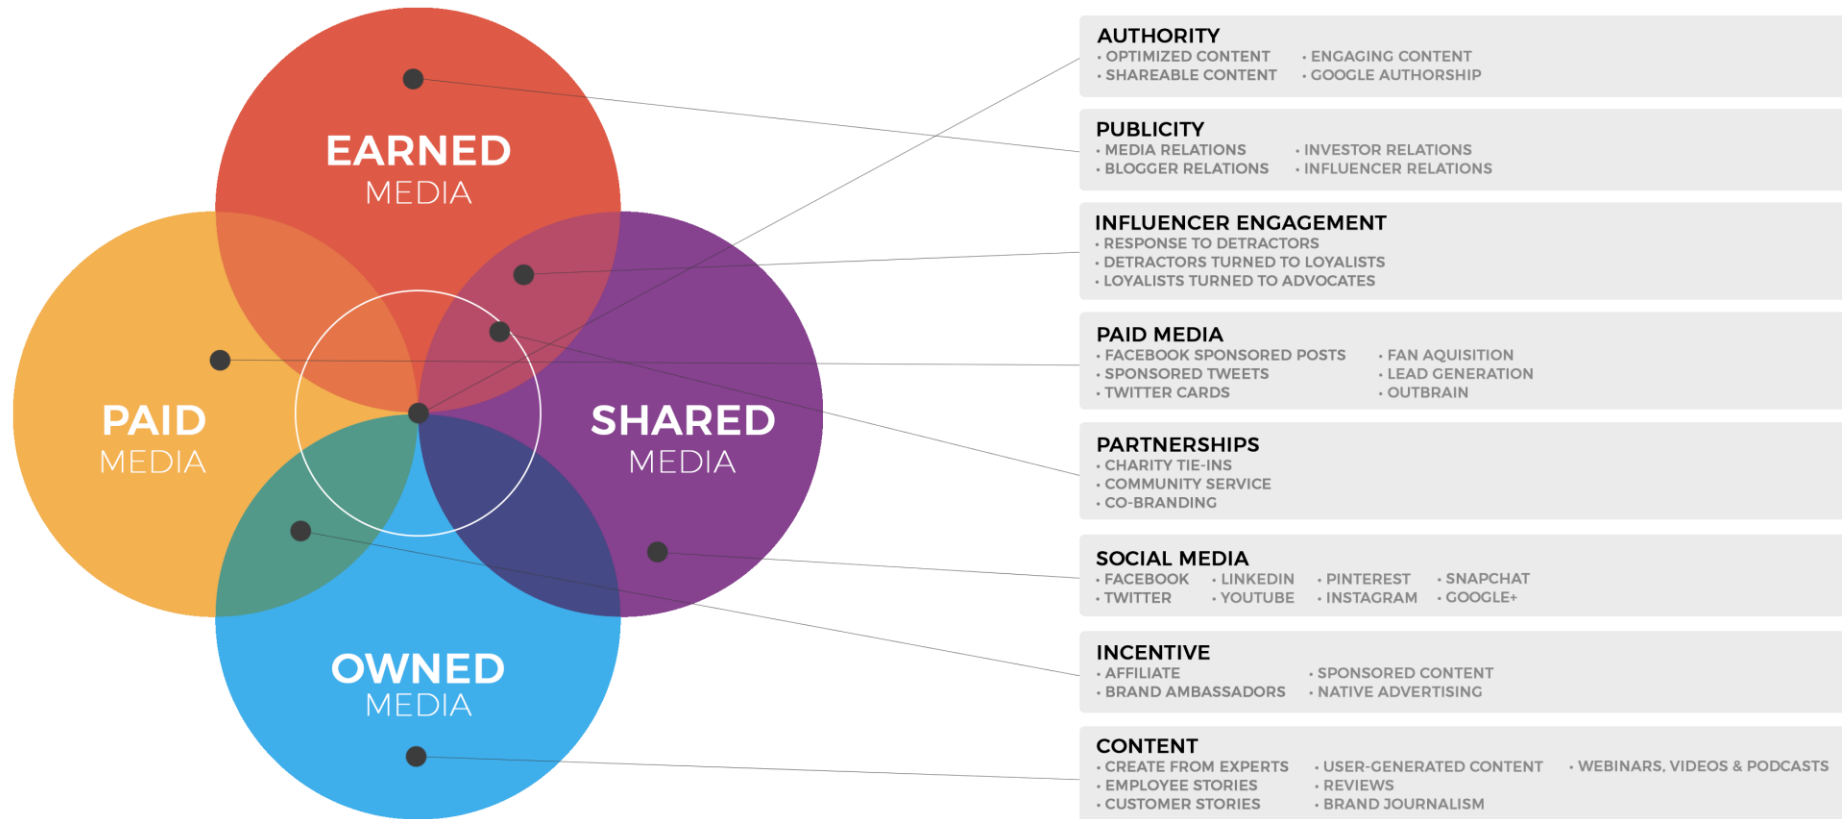 EARNED
MEDIA
PAID
MEDIA
SHARED
MEDIA
OWNED
MEDIA
AUTHORITY
• OPTIMIZED CONTENT • ENGAGING CONTENT
• SHAREABLE CONTENT • GOOGLE AUTHORSHIP
PUBLICITY
• MEDIA RELATIONS • INVESTOR RELATIONS
• BLOGGER RELATIONS • INFLUENCER RELATIONS
INFLUENCER ENGAGEMENT
• RESPONSE TO DETRACTORS
• DETRACTORS TURNED TO LOYALISTS
• LOYALISTS TURNED TO ADVOCATES
PAID MEDIA
• FACEBOOK SPONSORED POSTS • FAN AQUISITION
• SPONSORED TWEETS • LEAD GENERATION
• TWITTER CARDS • OUTBRAIN
PARTNERSHIPS
• CHARITY TIE-INS
• COMMUNITY SERVICE
• CO-BRANDING
SOCIAL MEDIA
• FACEBOOK • LINKEDIN • PINTEREST • SNAPCHAT
• TWITTER • YOUTUBE • INSTAGRAM • GOOGLE+
INCENTIVE
• AFFILIATE • SPONSORED CONTENT
• BRAND AMBASSADORS • NATIVE ADVERTISING
CONTENT
• CREATE FROM EXPERTS • USER-GENERATED CONTENT • WEBINARS, VIDEOS & PODCASTS
• EMPLOYEE STORIES • REVIEWS
• CUSTOMER STORIES • BRAND JOURNALISM